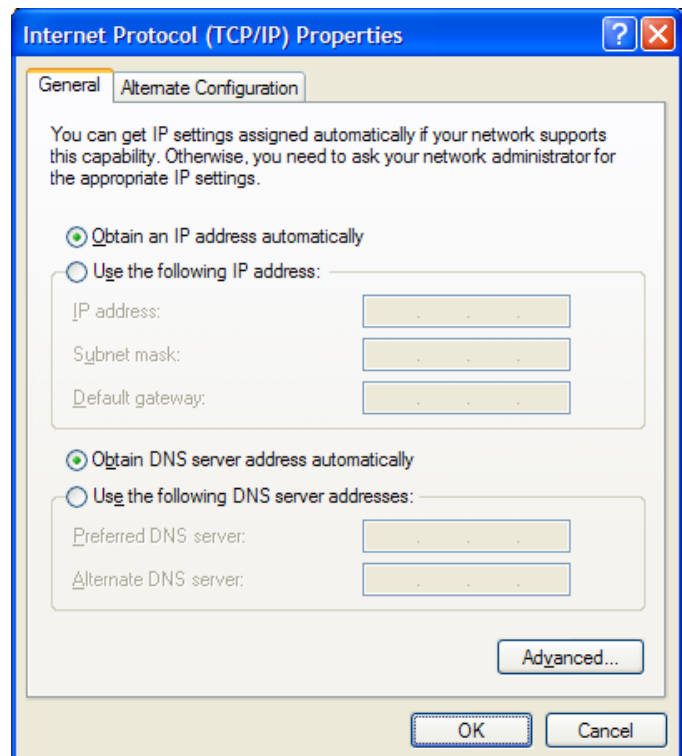 Internet Protocol (TCP/IP) Properties
General
Alternate Configuration
You can get IP settings assigned automatically if your network supports
this capability. Otherwise, you need to ask your network administrator for
the appropriate IP settings.
Obtain an IP address automatically
Use the following IP address:
IP address:
Subnet mask:
Default gateway:
Obtain DNS server address automatically
Use the following DNS server addresses:
Preferred DNS server:
Alternate DNS server:
Advanced...
OK
Cancel